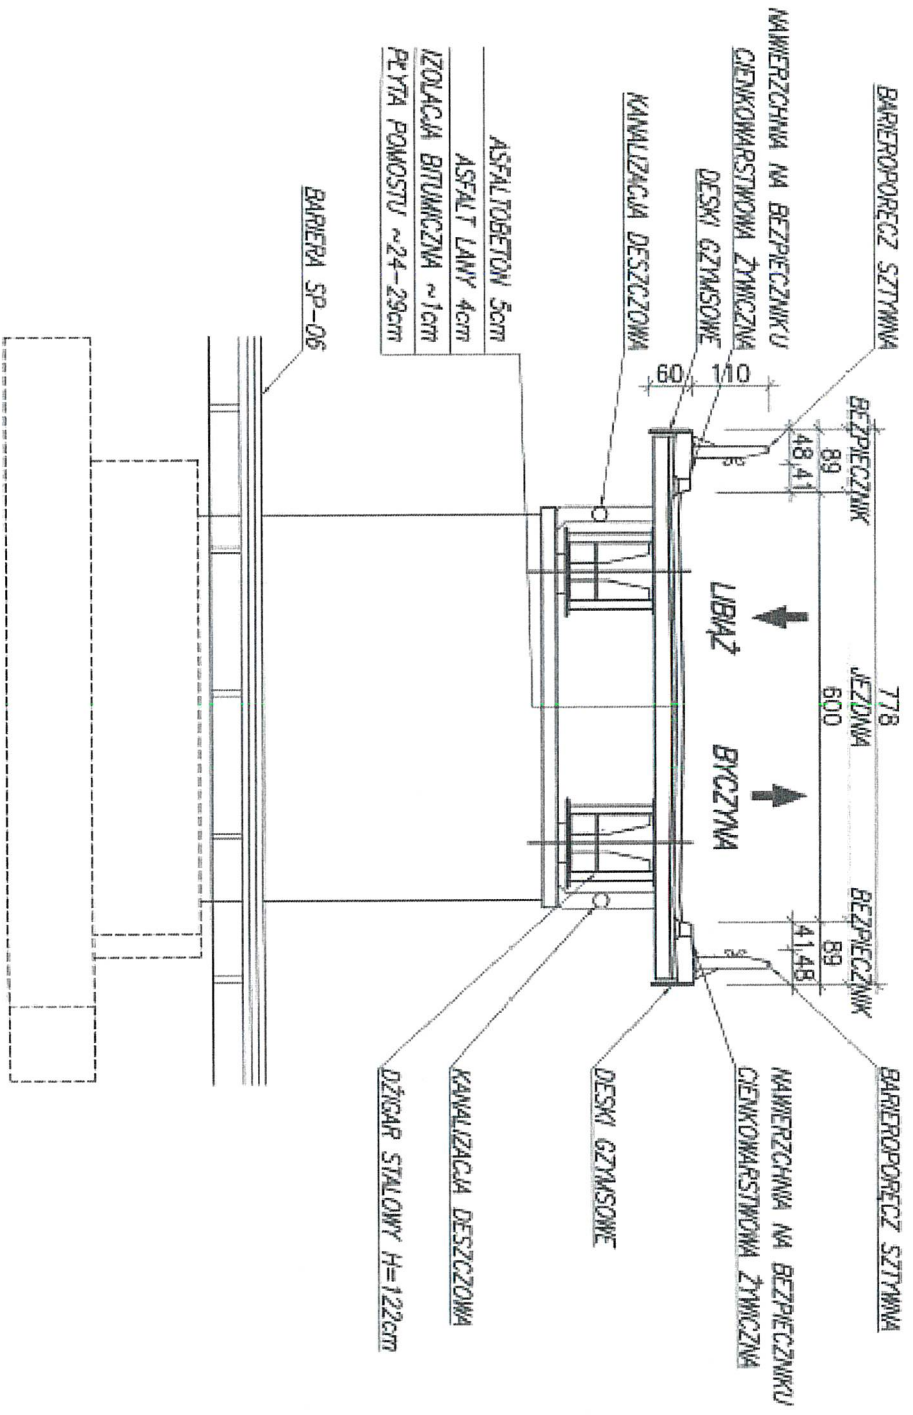 BARIEROPORĘCZ SZTYWNA
NAWIERZCHNIA NA BEZPIECZNIKU
CIENKOWARSTWOWA ŻYWICZNA
DESKI GZYMSOWE
KANALIZACJA DESZCZOWA
ASFALTOBETON 5cm
ASFALT LANY 4cm
IZOLACJA BITUMICZNA ~1cm
PŁYTA POMOSTU ~24-29cm
BARIERA SP-06
778
BEZPIECZNIK
JEZDNIA
BEZPIECZNIK
89
600
89
48
41
41
48
110
60
LIBIĄŻ
BYCZYNA
BARIEROPORĘCZ SZTYWNA
NAWIERZCHNIA NA BEZPIECZNIKU
CIENKOWARSTWOWA ŻYWICZNA
DESKI GZYMSOWE
KANALIZACJA DESZCZOWA
DŹIGAR STALOWY H=122cm